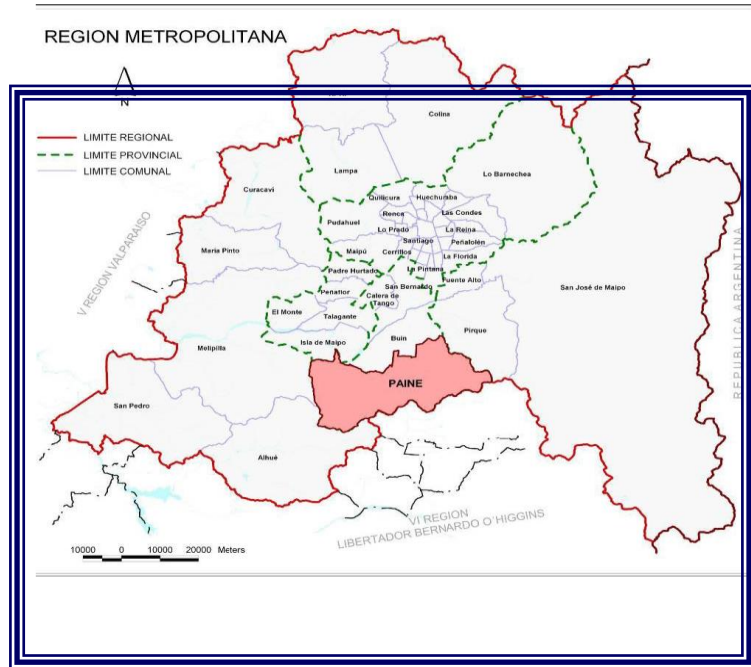 REGION METROPOLITANA
N
LIMITE REGIONAL
LIMITE PROVINCIAL
LIMITE COMUNAL
Colina
Lampa
Lo Barnechea
Curacaví
Quilicura
Huechuraba
Renca
Las Condes
Pudahuel
Lo Prado
La Reina
Santiago
Peñalolén
María Pinto
Maipú
Cerrillos
La Florida
Padre Hurtado
La Pintana
Puente Alto
Peñaflor
San Bernardo
Calera de
Tango
San José de Maipo
El Monte
Talagante
Isla de Maipo
Buin
Pirque
Melipilla
PAINE
San Pedro
Alhué
V REGION VALPARAISO
REPUBLICA ARGENTINA
VI REGION
LIBERTADOR BERNARDO O'HIGGINS
10000 0 10000 20000 Meters